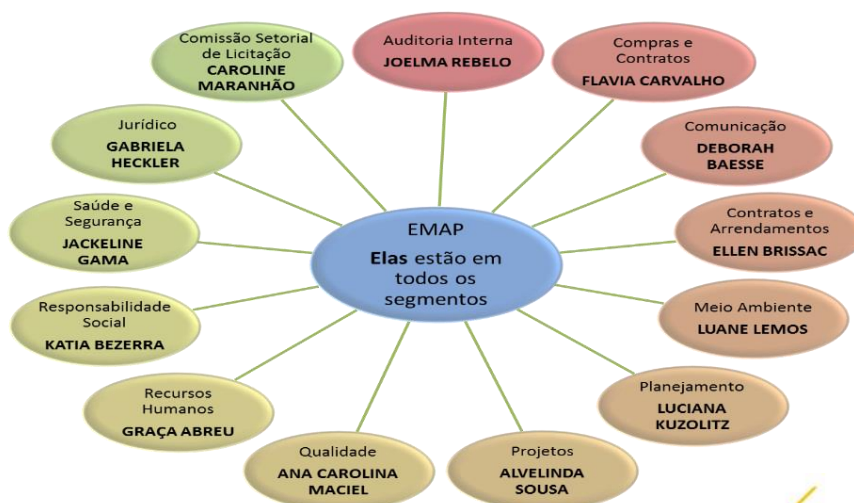 Auditoria Interna
JOELMA REBELO
Compras e
Contratos
FLAVIA CARVALHO
Comunicação
DEBORAH
BAESSE
Contratos e
Arrendamentos
ELLEN BRISSAC
Meio Ambiente
LUANE LEMOS
Planejamento
LUCIANA
KUZOLITZ
Projetos
ALVELINDA
SOUSA
Qualidade
ANA CAROLINA
MACIEL
Recursos
Humanos
GRAÇA ABREU
Responsabilidade
Social
KATIA BEZERRA
Saúde e
Segurança
JACKELINE
GAMA
Jurídico
GABRIELA
HECKLER
Comissão Setorial
de Licitação
CAROLINE
MARANHÃO
EMAP
Elas estão em
todos os
segmentos